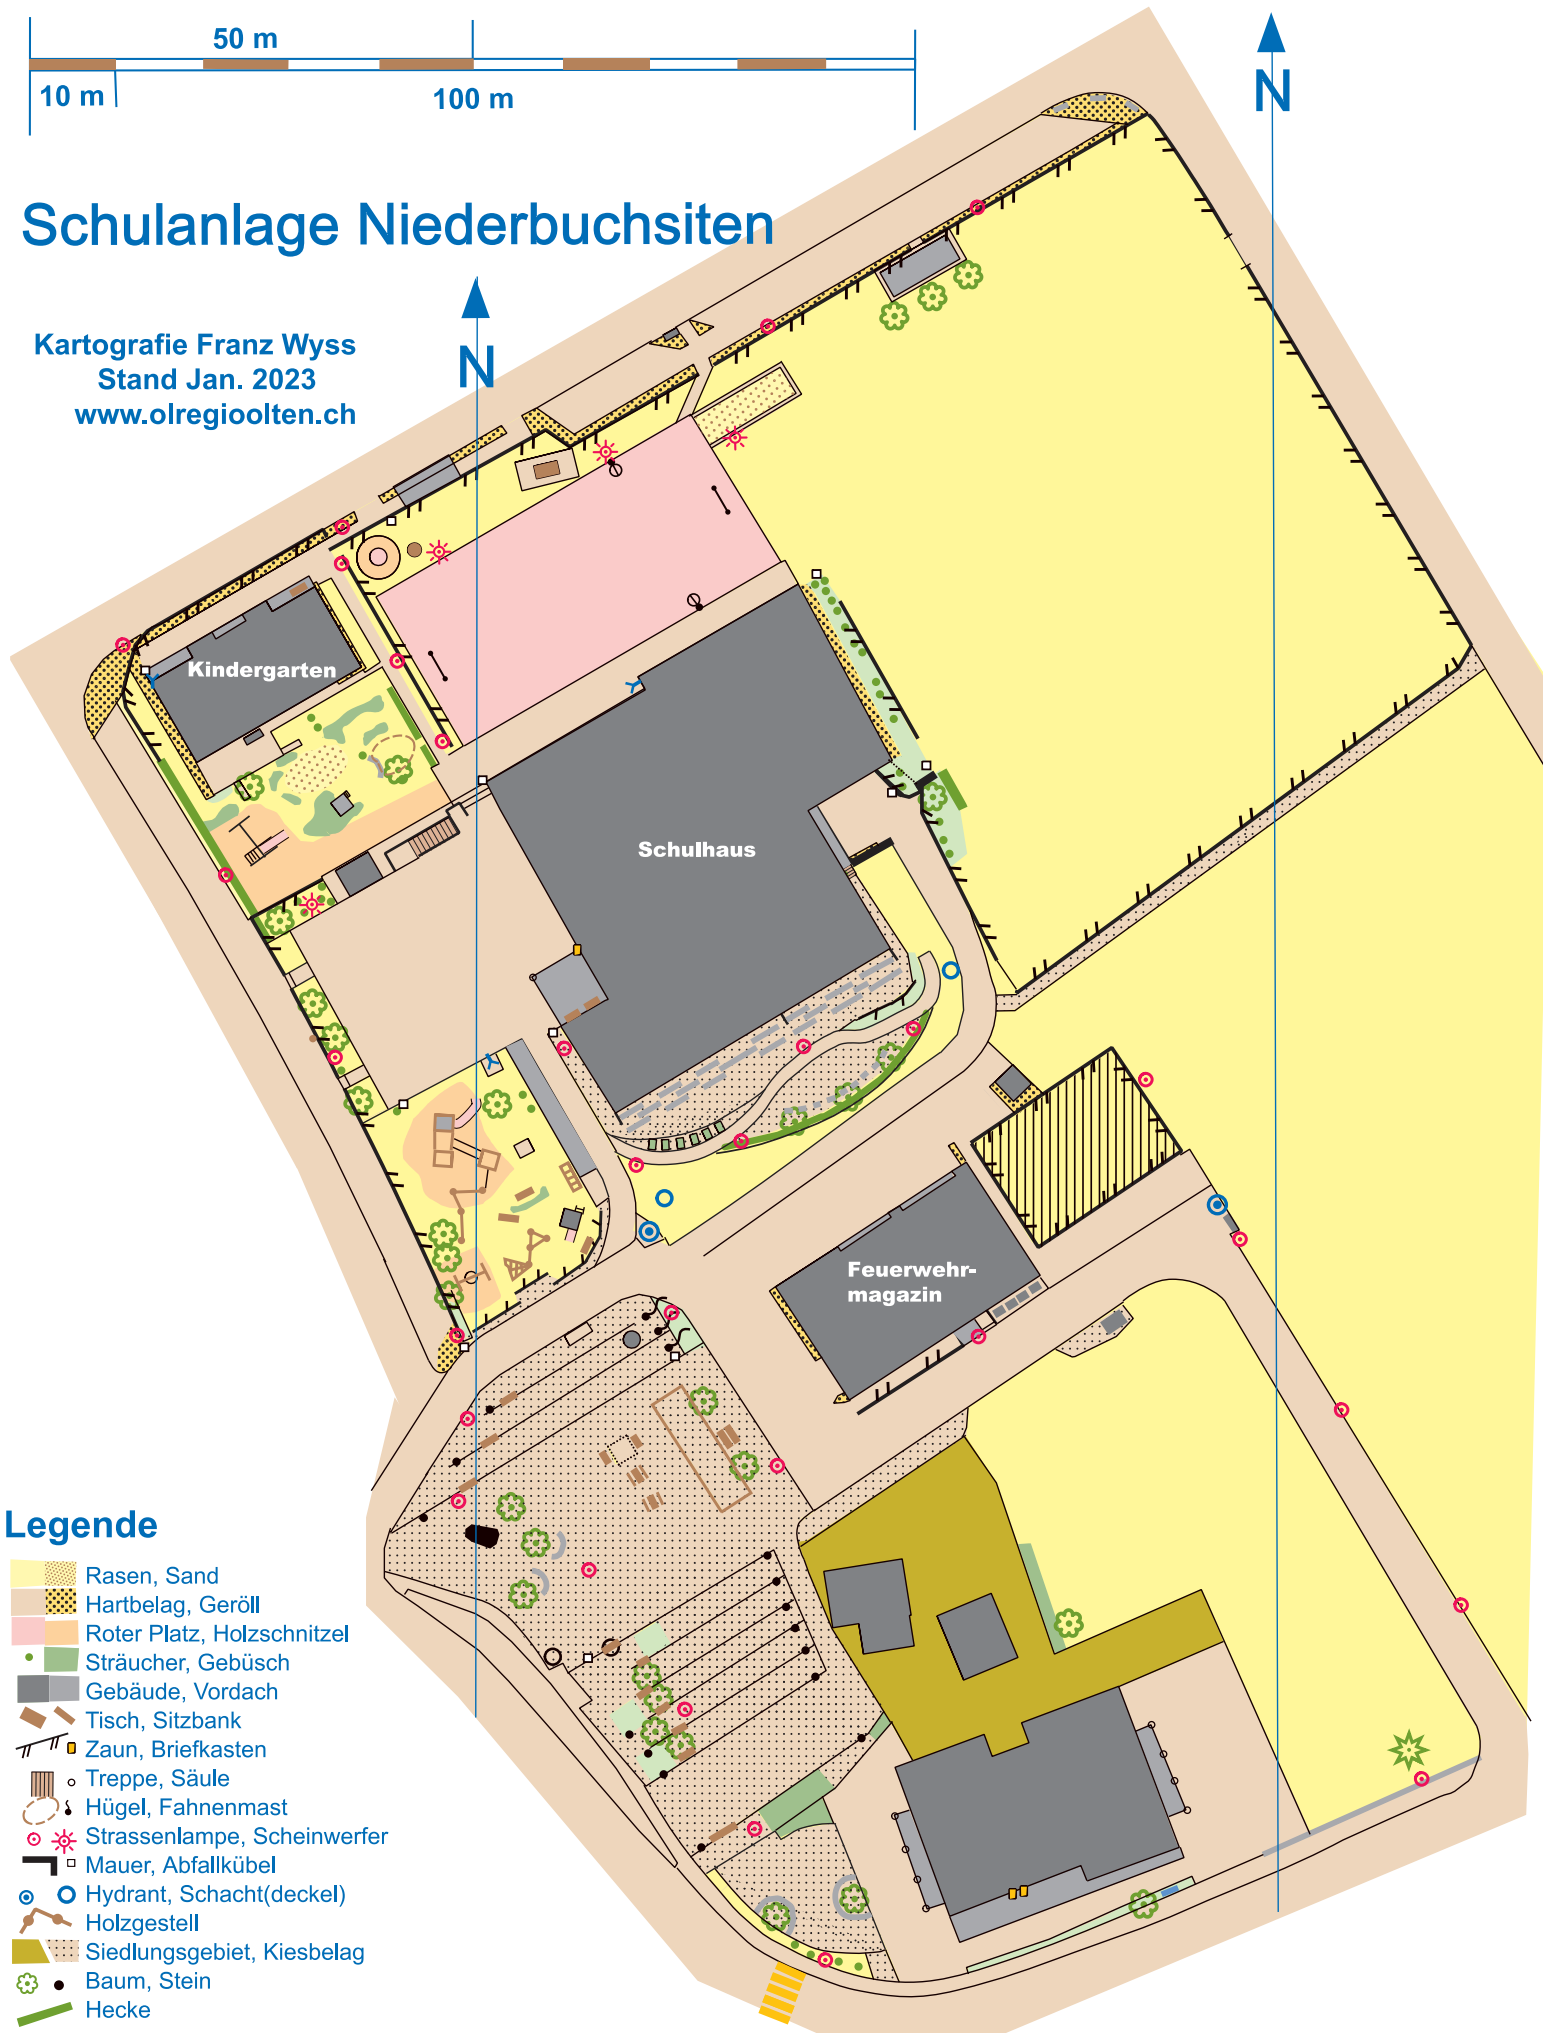 50 m
10 m
100 m
N
Schulanlage Niederbuchsiten
Kartografie Franz Wyss
Stand Jan. 2023
www.olregioolten.ch
N
Kindergarten
Schulhaus
Feuerwehr-
magazin
Legende
Rasen, Sand
Hartbelag, Geröll
Roter Platz, Holzschnitzel
Sträucher, Gebüsch
Gebäude, Vordach
Tisch, Sitzbank
Zaun, Briefkasten
Treppe, Säule
Hügel, Fahnenmast
Strassenlampe, Scheinwerfer
Mauer, Abfallkübel
Hydrant, Schacht(deckel)
Holzgestell
Siedlungsgebiet, Kiesbelag
Baum, Stein
Hecke